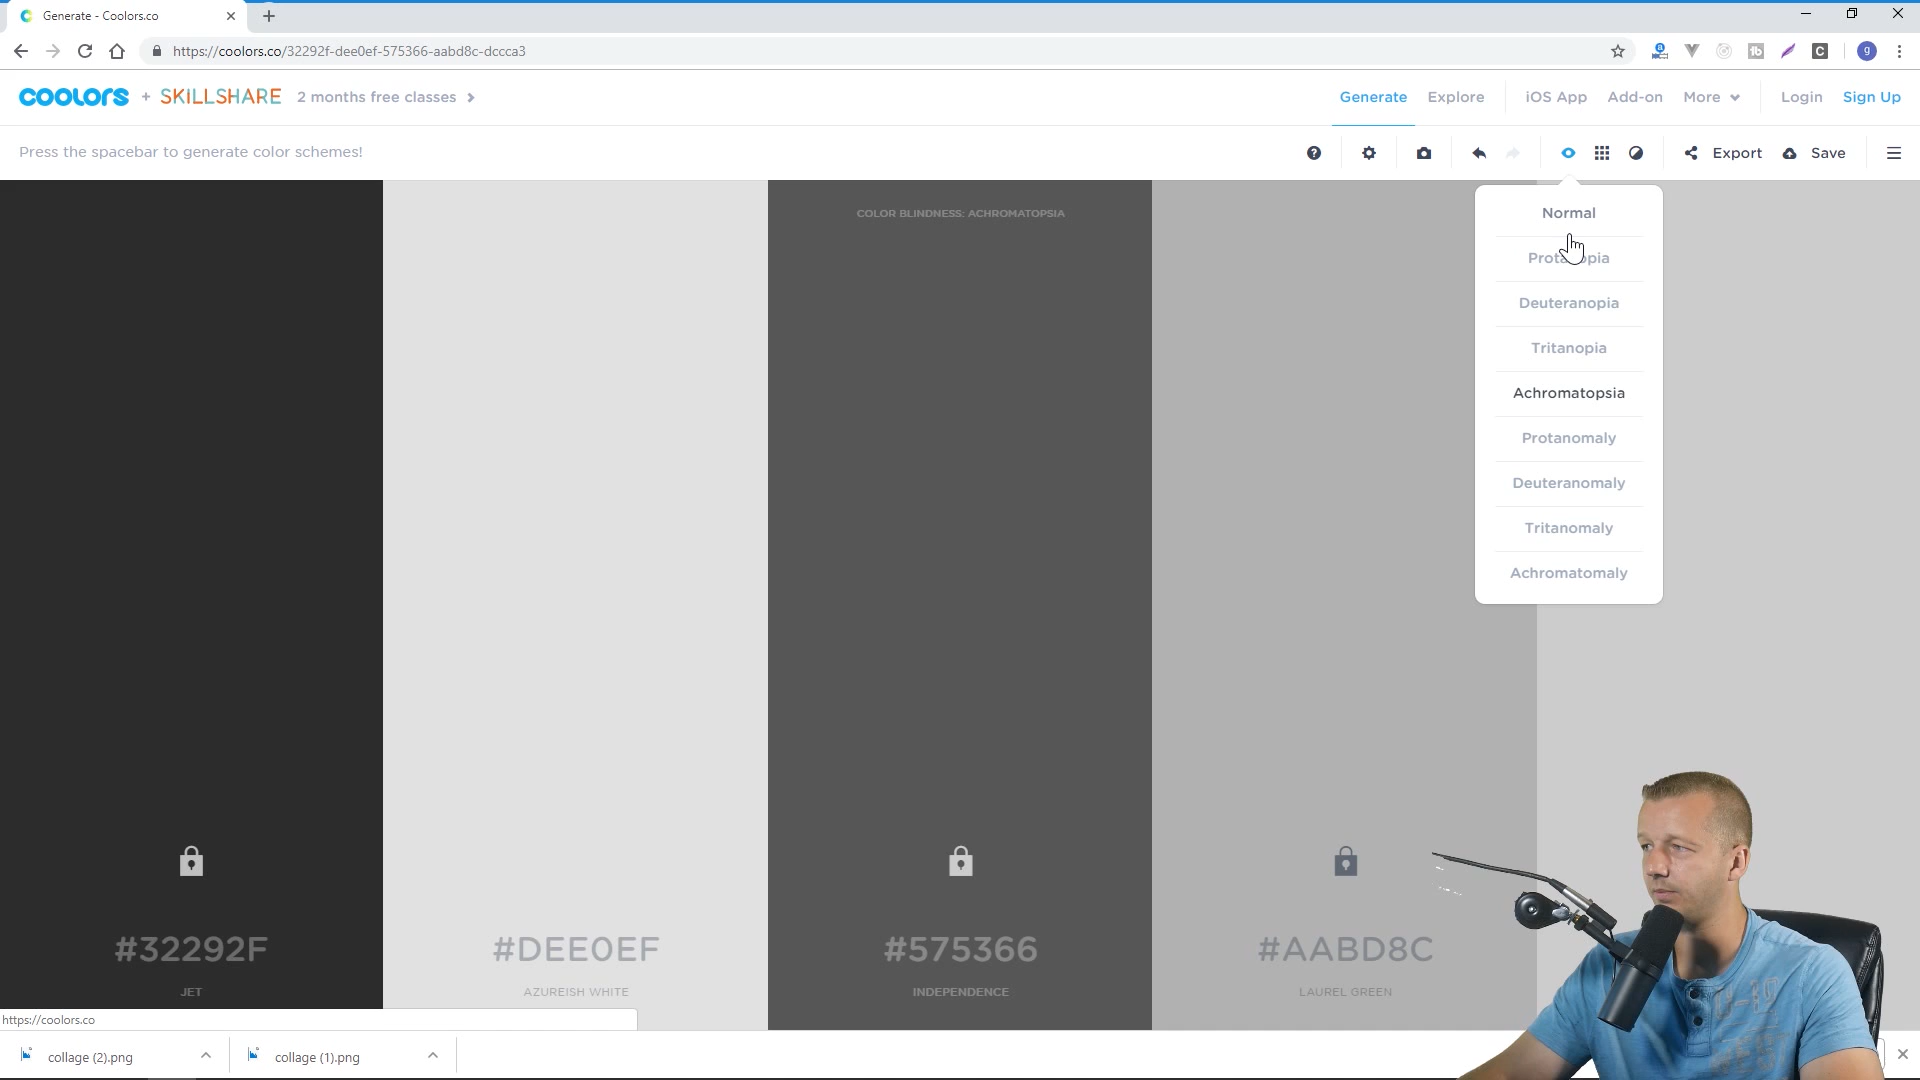 Generate - Coolors.co
https://coolors.co/32292f-dee0ef-575366-aabd8c-dccca3
coolors + SKILLSHARE 2 months free classes
Generate Explore iOS App Add-on More Login Sign Up
Press the spacebar to generate color schemes!
Export Save
COLOR BLINDNESS: ACHROMATOPSIA
Normal
Deuteranopia
Tritanopia
Achromatopsia
Protanomaly
Deuteranomaly
Tritanomaly
Achromatomaly
#32292F #DEE0EF #575366 #AABD8C
JET AZUREISH WHITE INDEPENDENCE LAUREL GREEN
https://coolors.co
collage (2).png collage (1).png